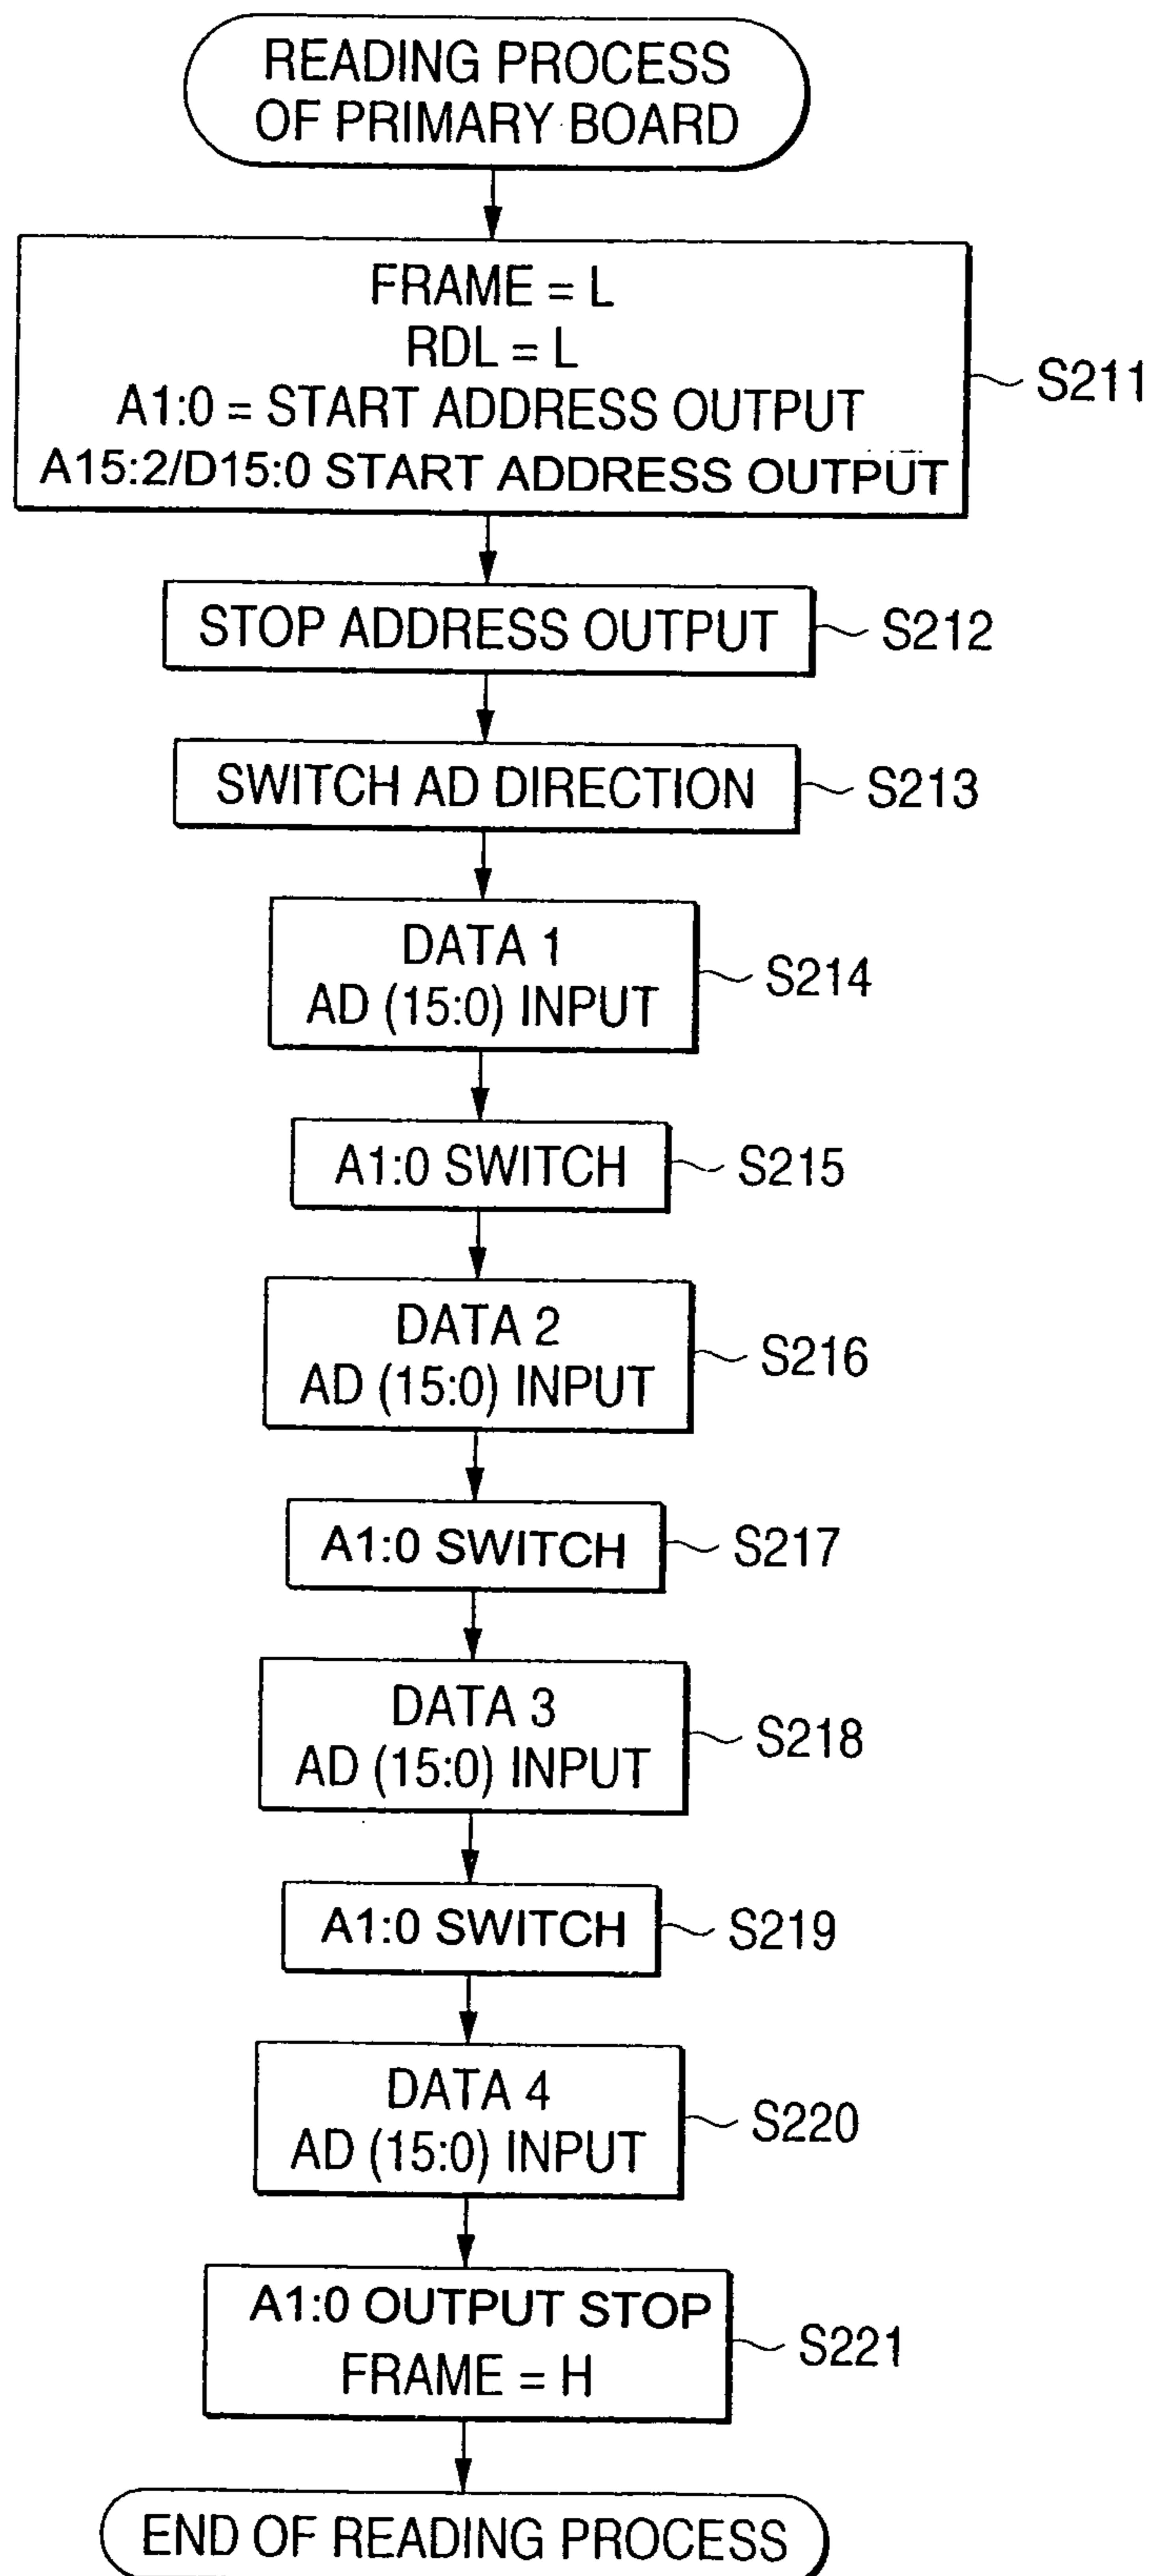 READING PROCESS
OF PRIMARY BOARD
FRAME = L
RDL = L
A1:0 = START ADDRESS OUTPUT
A15:2/D15:0 START ADDRESS OUTPUT
S211
STOP ADDRESS OUTPUT
S212
SWITCH AD DIRECTION
S213
DATA 1
AD (15:0) INPUT
S214
A1:0 SWITCH
S215
DATA 2
AD (15:0) INPUT
S216
A1:0 SWITCH
S217
DATA 3
AD (15:0) INPUT
S218
A1:0 SWITCH
S219
DATA 4
AD (15:0) INPUT
S220
A1:0 OUTPUT STOP
FRAME = H
S221
END OF READING PROCESS